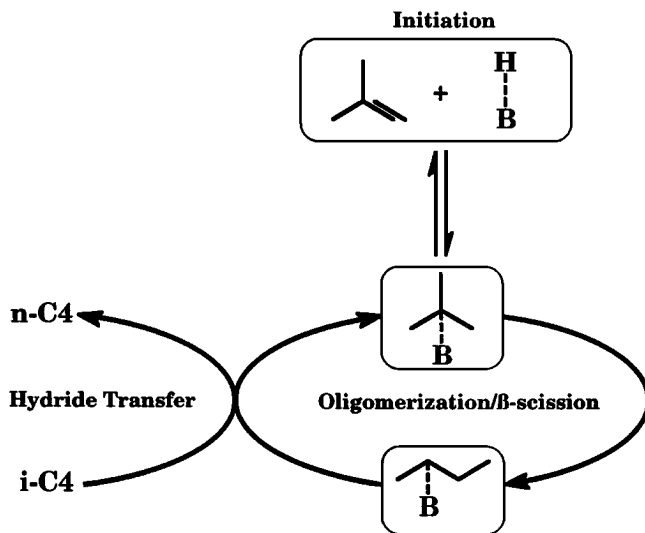 Initiation
H
+
B
n-C4
B
Hydride Transfer
Oligomerization/ß-scission
i-C4
B